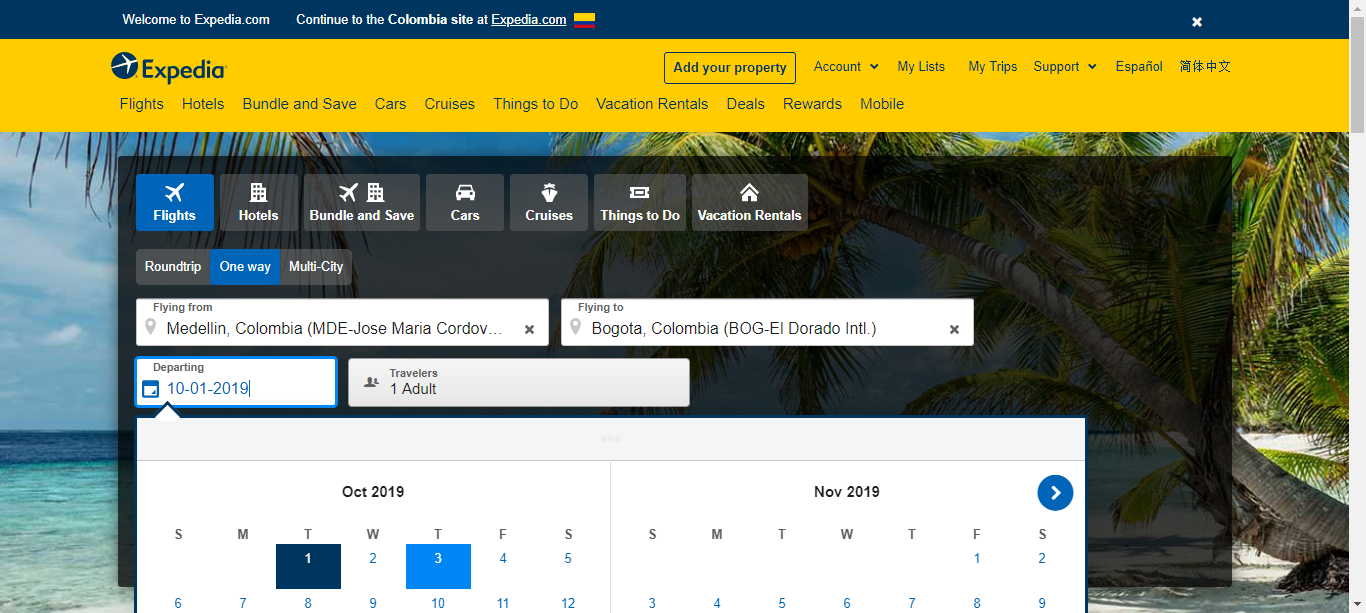 Welcome to Expedia.com Continue to the Colombia site at Expedia.com
Expedia
Add your property Account My Lists My Trips Support Español 简体中文
Flights Hotels Bundle and Save Cars Cruises Things to Do Vacation Rentals Deals Rewards Mobile
Flights Hotels Bundle and Save Cars Cruises Things to Do Vacation Rentals
Roundtrip One way Multi-City
Flying from
Medellin, Colombia (MDE-Jose Maria Cordov...
Flying to
Bogota, Colombia (BOG-El Dorado Intl.)
Departing
10-01-2019
Travelers
1 Adult
Oct 2019
S M T W T F S
1 2 3 4 5
6 7 8 9 10 11 12
Nov 2019
S M T W T F S
1 2
3 4 5 6 7 8 9